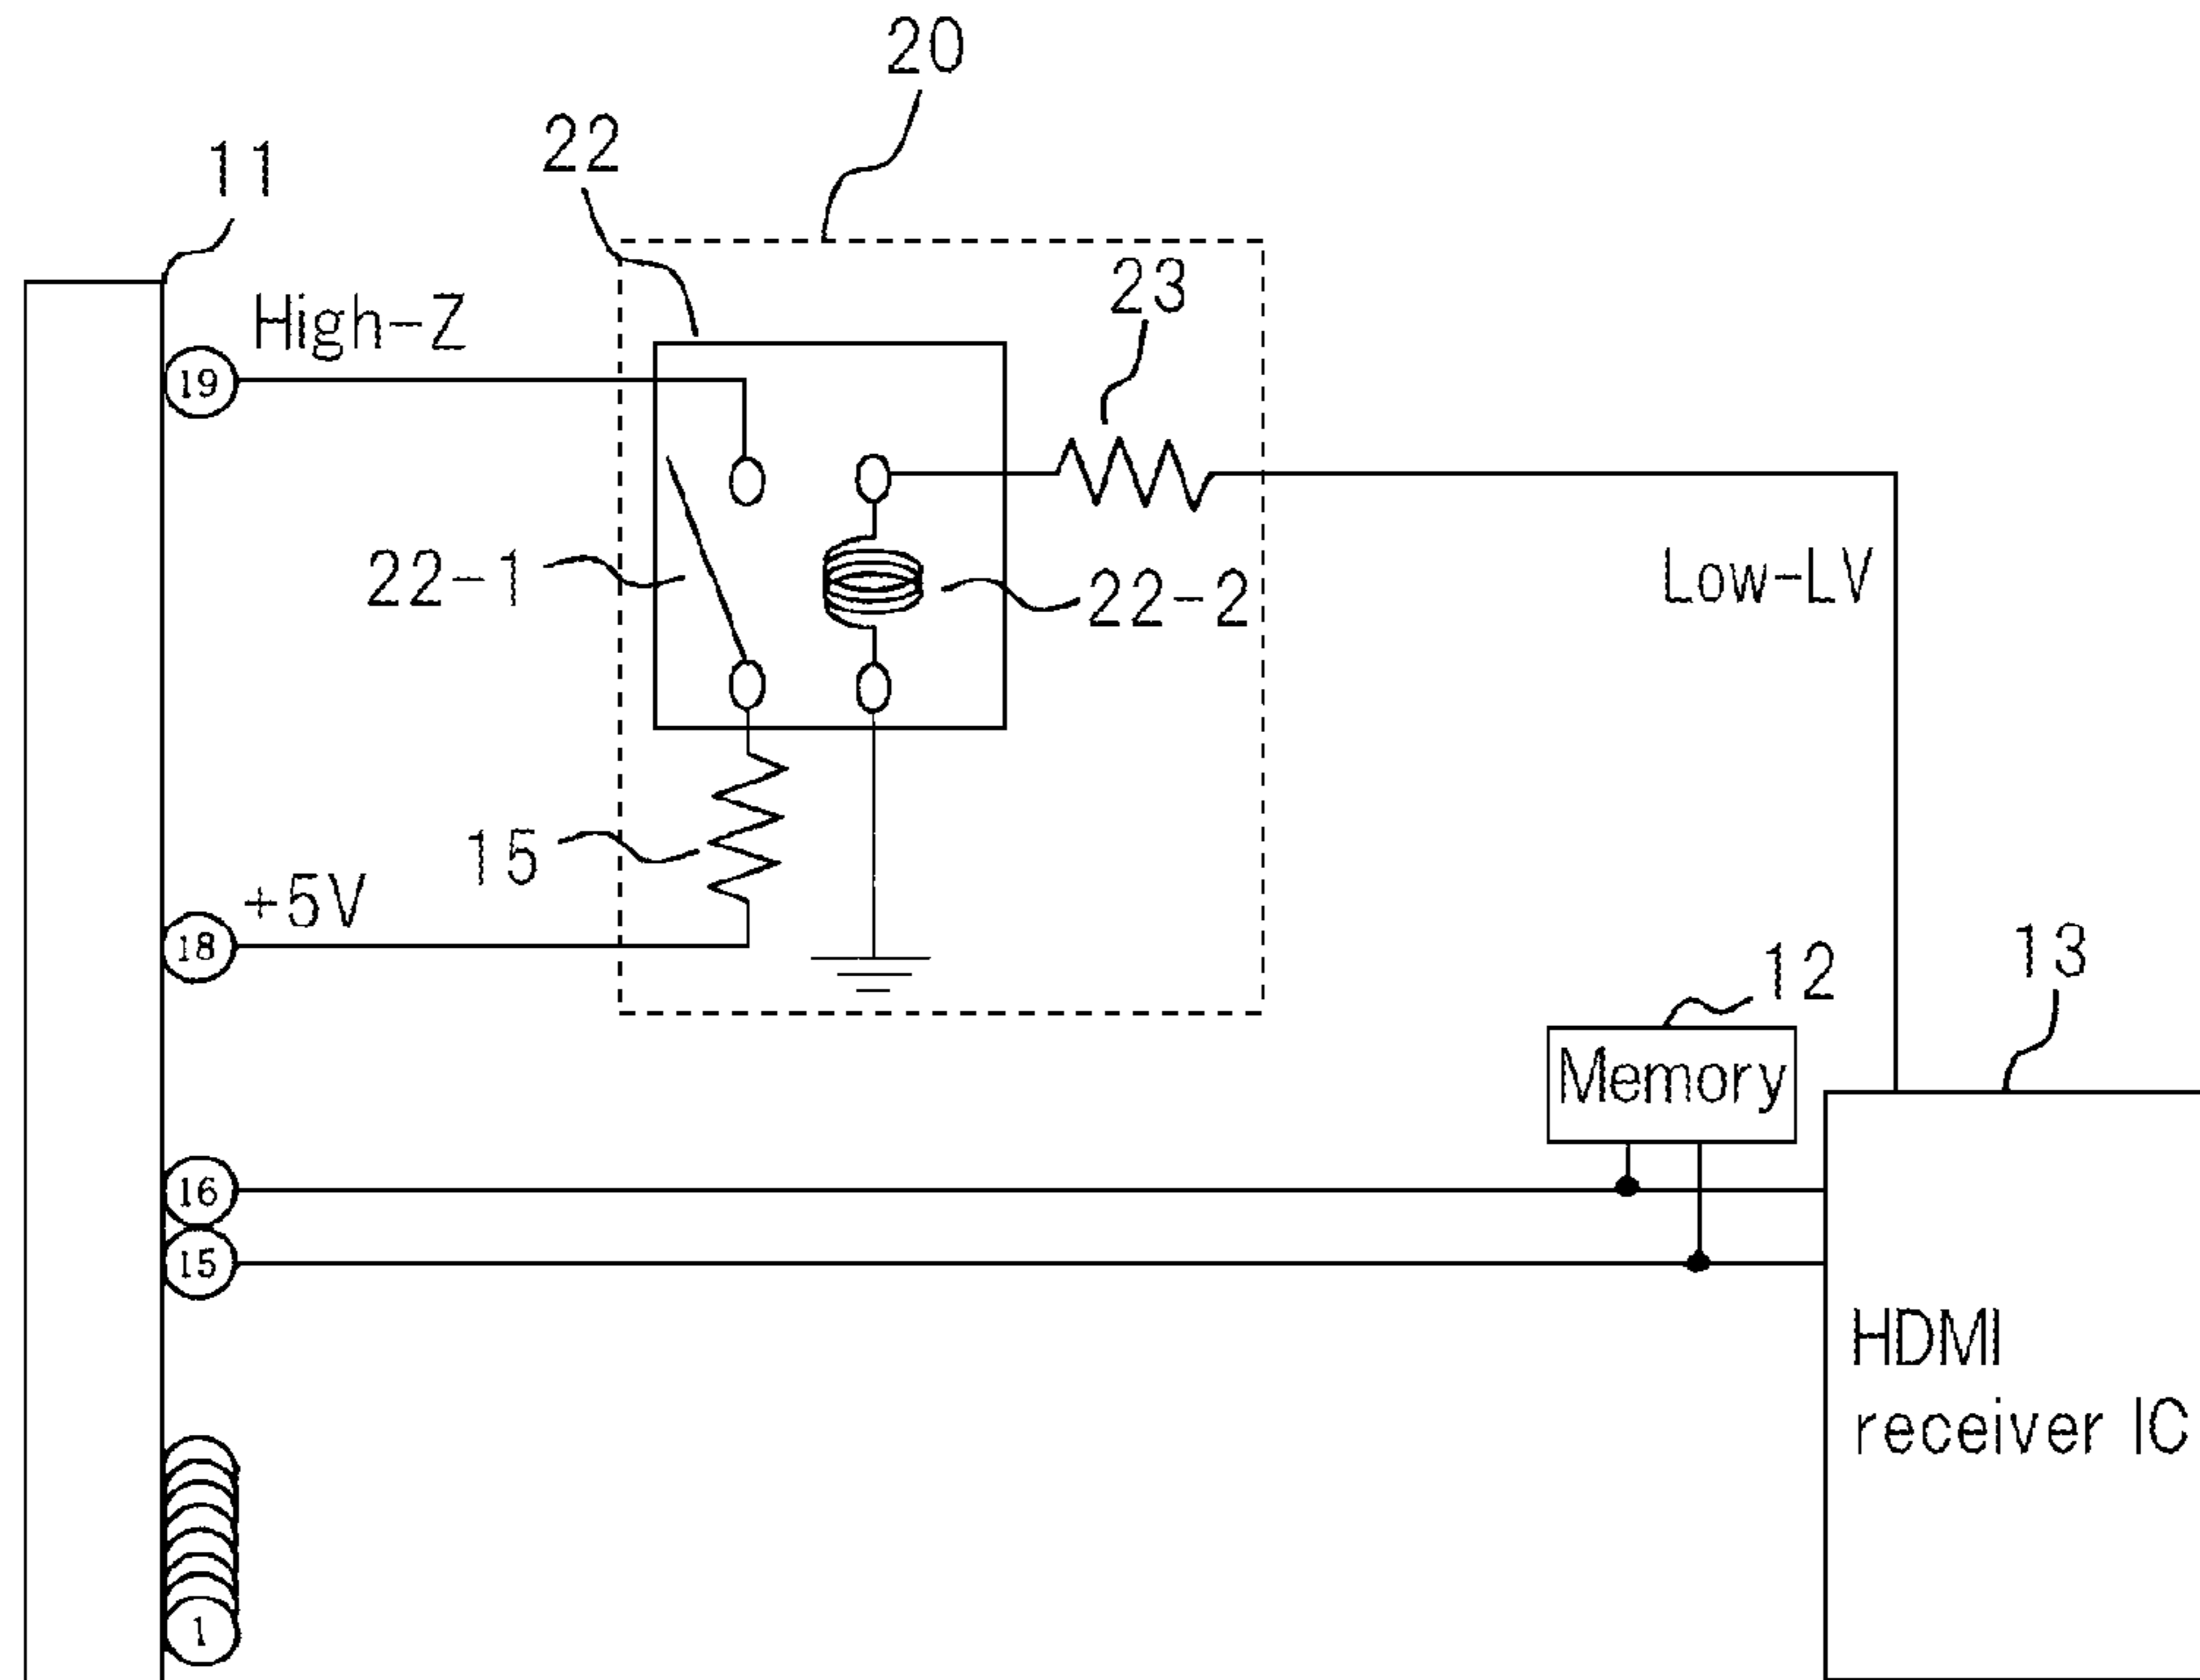 20
22
11
23
High-Z
19
22-1
22-2
Low-LV
15
+5V
18
12
13
Memory
16
15
HDMI
receiver IC
1